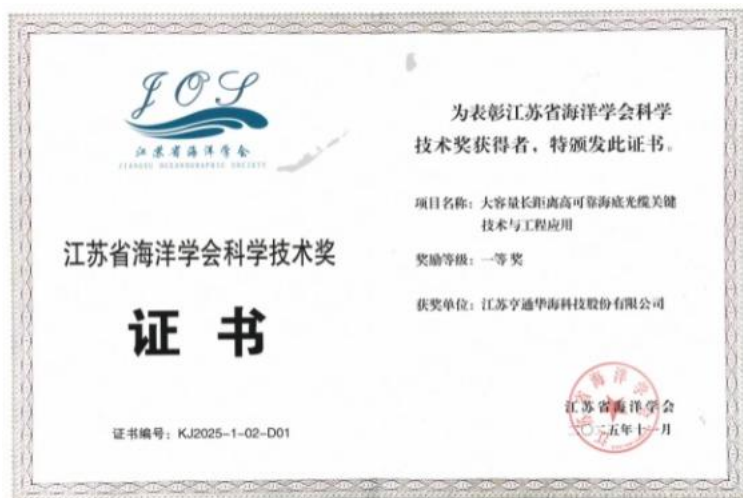 JOS
江苏省海洋学会
JIANGSU OCEANOGRAPHIC SOCIETY
江苏省海洋学会科学技术奖
证书
证书编号：KJ2025-1-02-D01
为表彰江苏省海洋学会科学
技术奖获得者，特颁发此证书。
项目名称：大容量长距离高可靠海底光缆关键
技术与工程应用
奖励等级：一等奖
获奖单位：江苏亨通华海科技股份有限公司
江苏省海洋学会
二〇二五年十一月